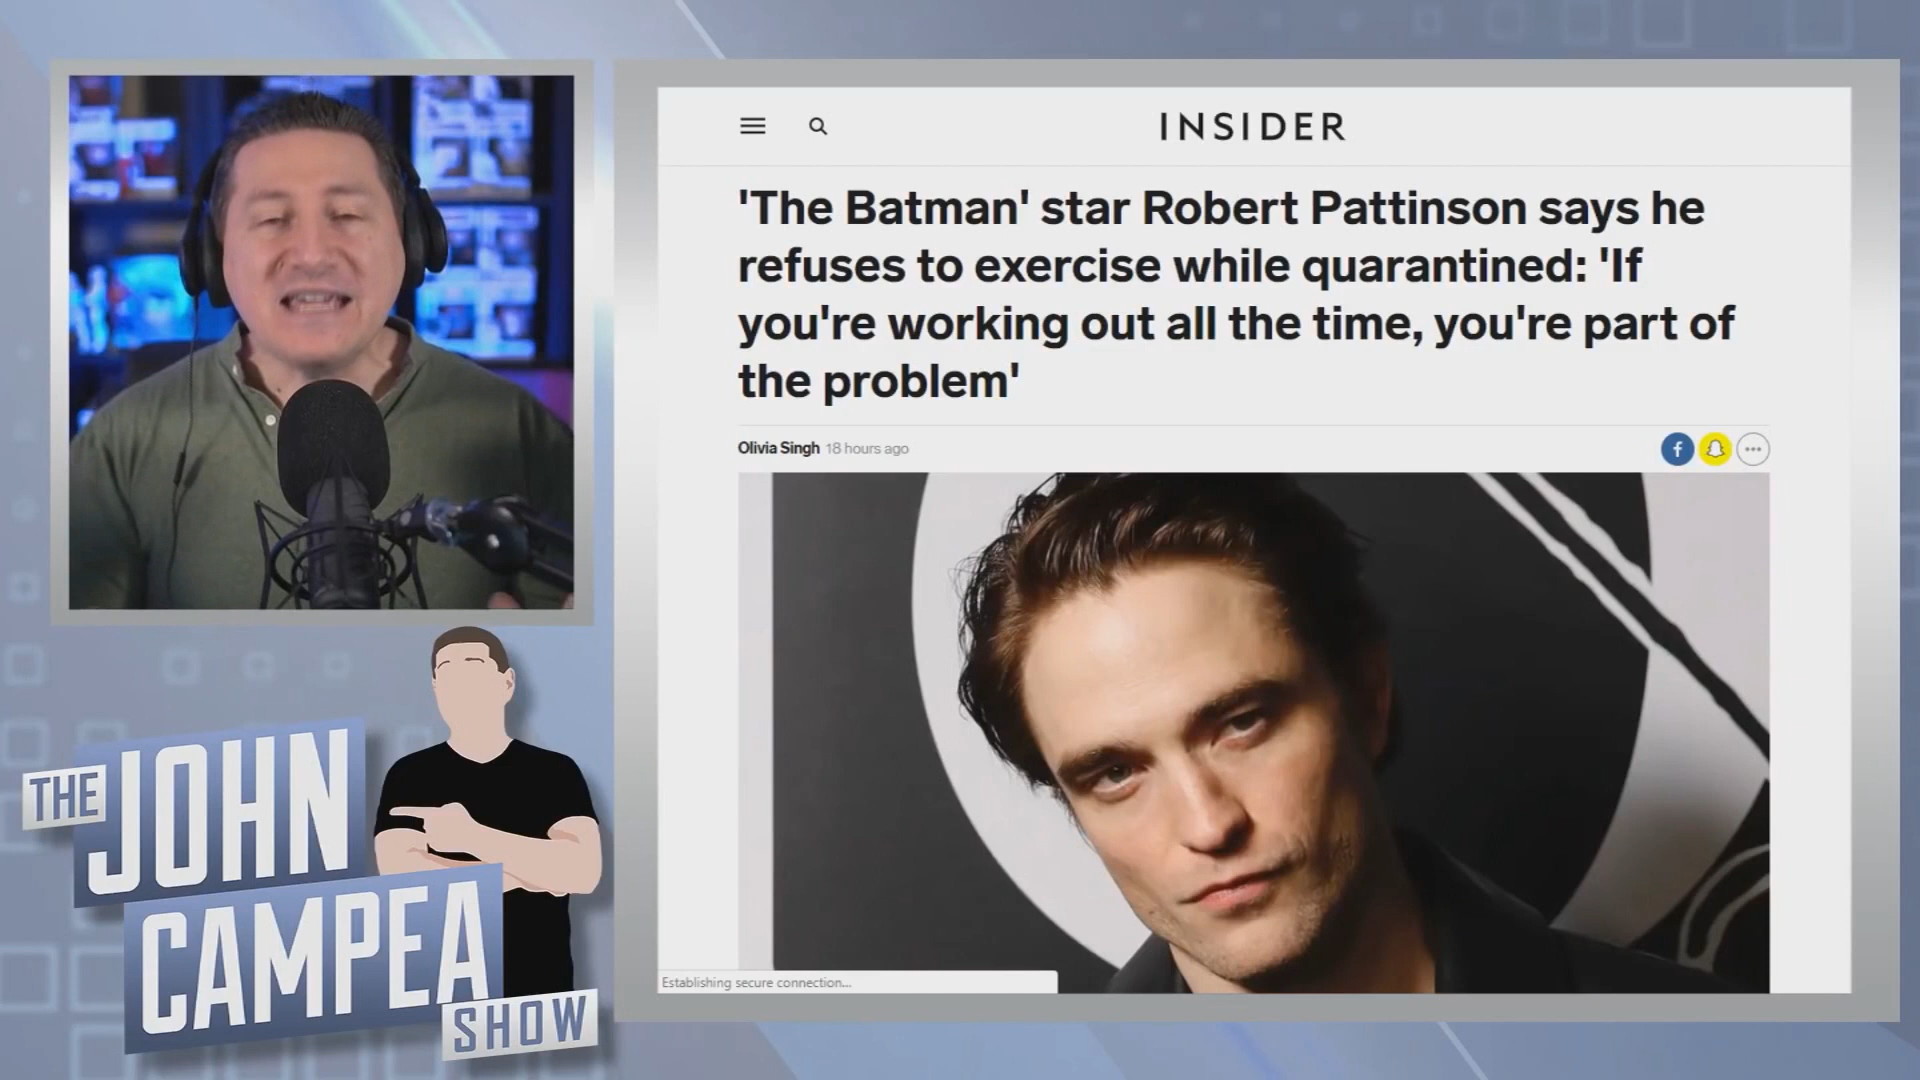 INSIDER
'The Batman' star Robert Pattinson says he
refuses to exercise while quarantined: 'If
you're working out all the time, you're part of
the problem'
Olivia Singh 18 hours ago
Establishing secure connection...
THE
JOHN
CAMPEA
SHOW